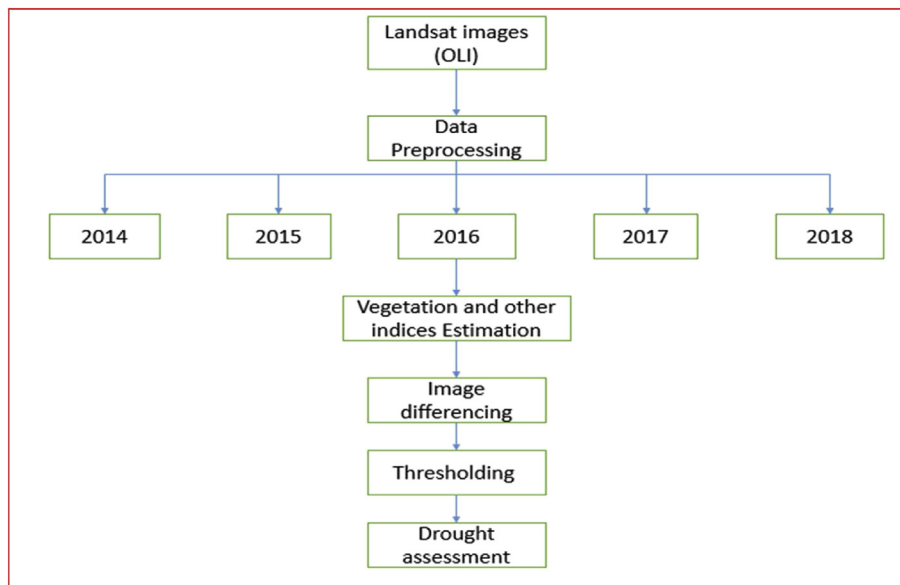 Landsat images
(OLI)
Data
Preprocessing
2014
2015
2016
2017
2018
Vegetation and other
indices Estimation
Image
differencing
Thresholding
Drought
assessment